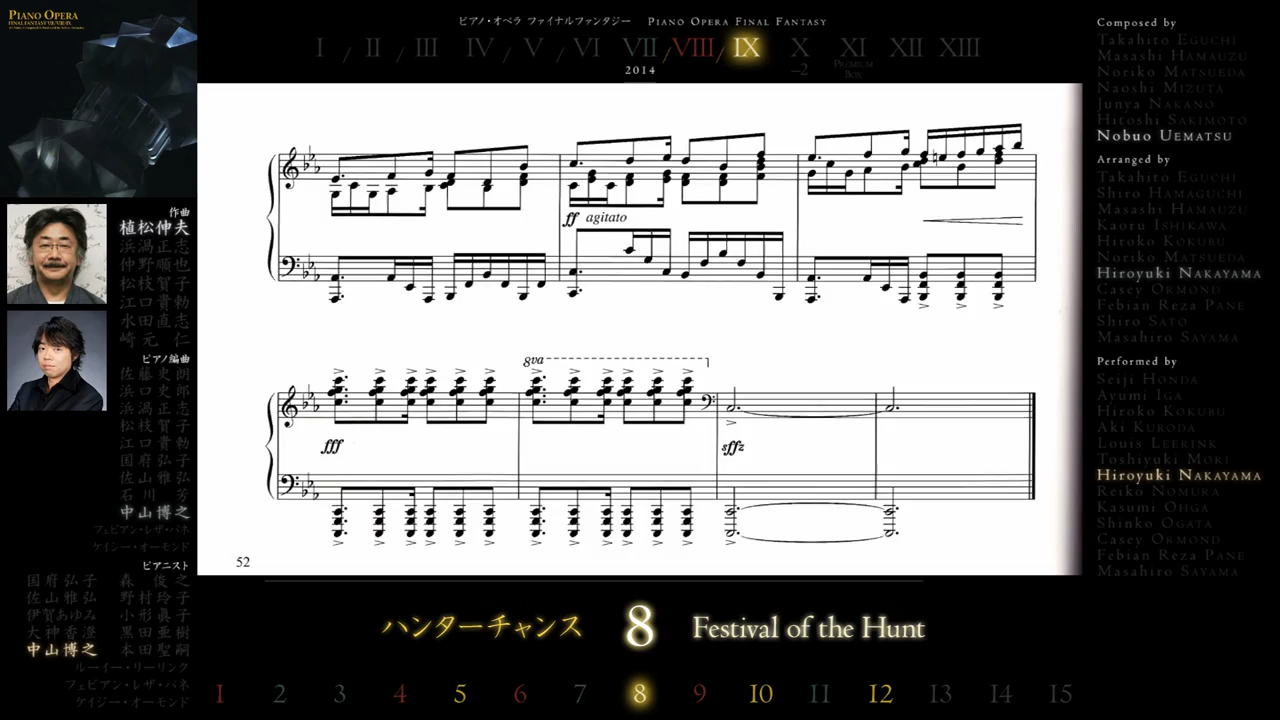 PIANO OPERA
ピアノ・オペラ ファイナルファンタジー PIANO OPERA FINAL FANTASY
I / II / III IV / V / VI VII / VIII / IX X –2 XI PREMIUM BOX XII XIII
2014
作曲
植松伸夫
浜渦正志
仲野順也
松枝賀子
江口貴勅
水田直志
崎元 仁
ピアノ編曲
佐藤史朗
浜口史郎
浜渦正志
松枝賀子
江口貴勅
国府弘子
佐山雅弘
石川 芳
中山博之
フェビアン・レザ・パネ
ケイシー・オーモンド
ピアニスト
国府弘子 森 俊之
佐山雅弘 野村玲子
伊賀あゆみ 小形眞子
大神香澄 黒田亜樹
中山博之 本田聖嗣
ルーイー・リーリンク
フェビアン・レザ・パネ
ケイジー・オーモンド
ff agitato
8va
fff
sffz
52
ハンターチャンス 8 Festival of the Hunt
1 2 3 4 5 6 7 8 9 10 11 12 13 14 15
Composed by
Takahito EGUCHI
Masashi HAMAUZU
Noriko MATSUEDA
Naoshi MIZUTA
Junya NAKANO
Hitoshi SAKIMOTO
Nobuo UEMATSU
Arranged by
Takahito EGUCHI
Shiro HAMAGUCHI
Masashi HAMAUZU
Kaoru ISHIKAWA
Hiroko KOKUBU
Noriko MATSUEDA
Hiroyuki NAKAYAMA
Casey ORMOND
Febian Reza PANE
Shiro SATO
Masahiro SAYAMA
Performed by
Seiji HONDA
Ayumi IGA
Hiroko KOKUBU
Aki KURODA
Louis LEERINK
Toshiyuki MORI
Hiroyuki NAKAYAMA
Reiko NOMURA
Kasumi OHGA
Shinko OGATA
Casey ORMOND
Febian Reza PANE
Masahiro SAYAMA